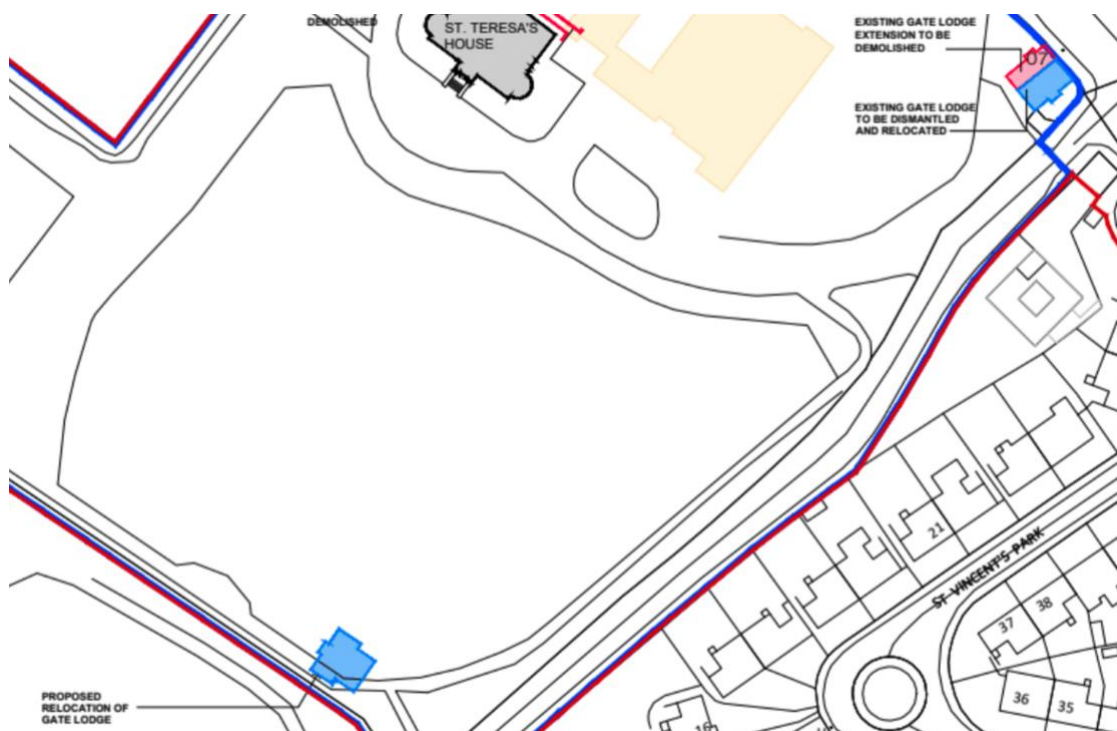 DEMOLISHED
ST. TERESA'S
HOUSE
EXISTING GATE LODGE
EXTENSION TO BE
DEMOLISHED
07
EXISTING GATE LODGE
TO BE DISMANTLED
AND RELOCATED
21
ST VINCENT'S PARK
38
37
36
35
16
PROPOSED
RELOCATION OF
GATE LODGE